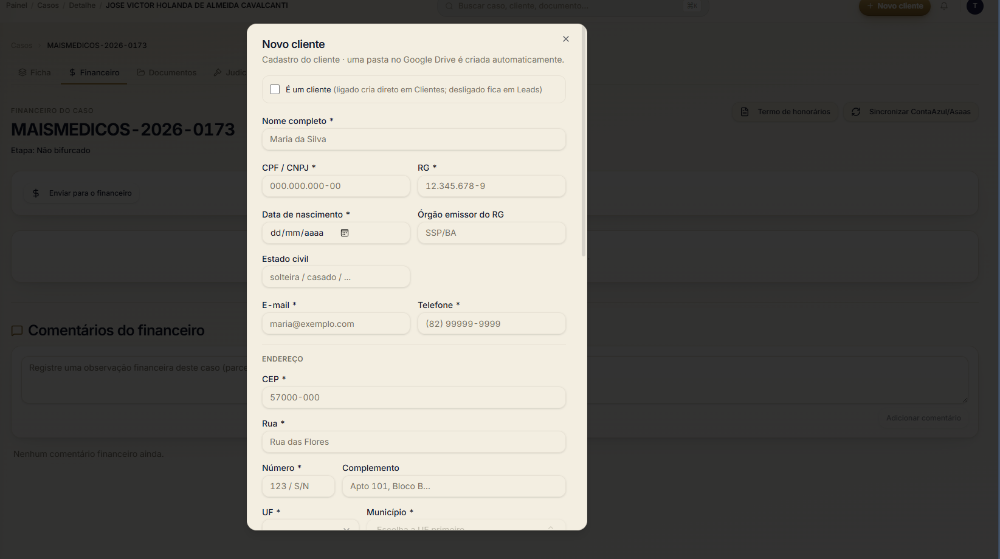 Painel / Casos / Detalhe / JOSE VICTOR HOLANDA DE ALMEIDA CAVALCANTI
Buscar caso, cliente, documento...
⌘K
+ Novo cliente
T
Casos > MAISMEDICOS-2026-0173
Ficha
Financeiro
Documentos
Judic
FINANCEIRO DO CASO
MAISMEDICOS-2026-0173
Etapa: Não bifurcado
Termo de honorários
Sincronizar ContaAzul/Asaas
$ Enviar para o financeiro
Comentários do financeiro
Registre uma observação financeira deste caso (parce
Adicionar comentário
Nenhum comentário financeiro ainda.
Novo cliente
Cadastro do cliente · uma pasta no Google Drive é criada automaticamente.
É um cliente (ligado cria direto em Clientes; desligado fica em Leads)
Nome completo *
Maria da Silva
CPF / CNPJ *
RG *
000.000.000-00
12.345.678-9
Data de nascimento *
Órgão emissor do RG
dd/mm/aaaa
SSP/BA
Estado civil
solteira / casado / ...
E-mail *
Telefone *
maria@exemplo.com
(82) 99999-9999
ENDEREÇO
CEP *
57000-000
Rua *
Rua das Flores
Número *
Complemento
123 / S/N
Apto 101, Bloco B...
UF *
Município *
Escolha a UF primeiro